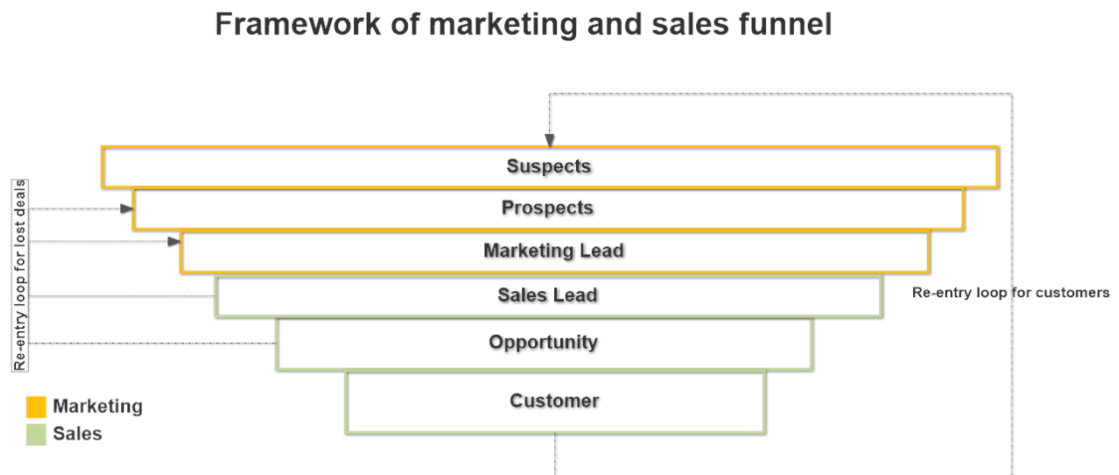 Framework of marketing and sales funnel
Suspects
Prospects
Marketing Lead
Sales Lead
Opportunity
Customer
Re-entry loop for lost deals
Re-entry loop for customers
Marketing
Sales